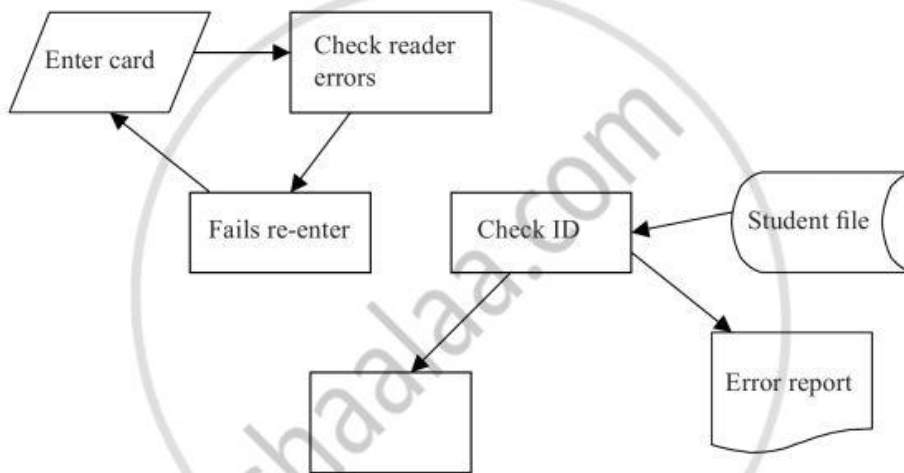 Enter card
Check reader
errors
Fails re-enter
Check ID
Student file
Error report
shaalaa.com